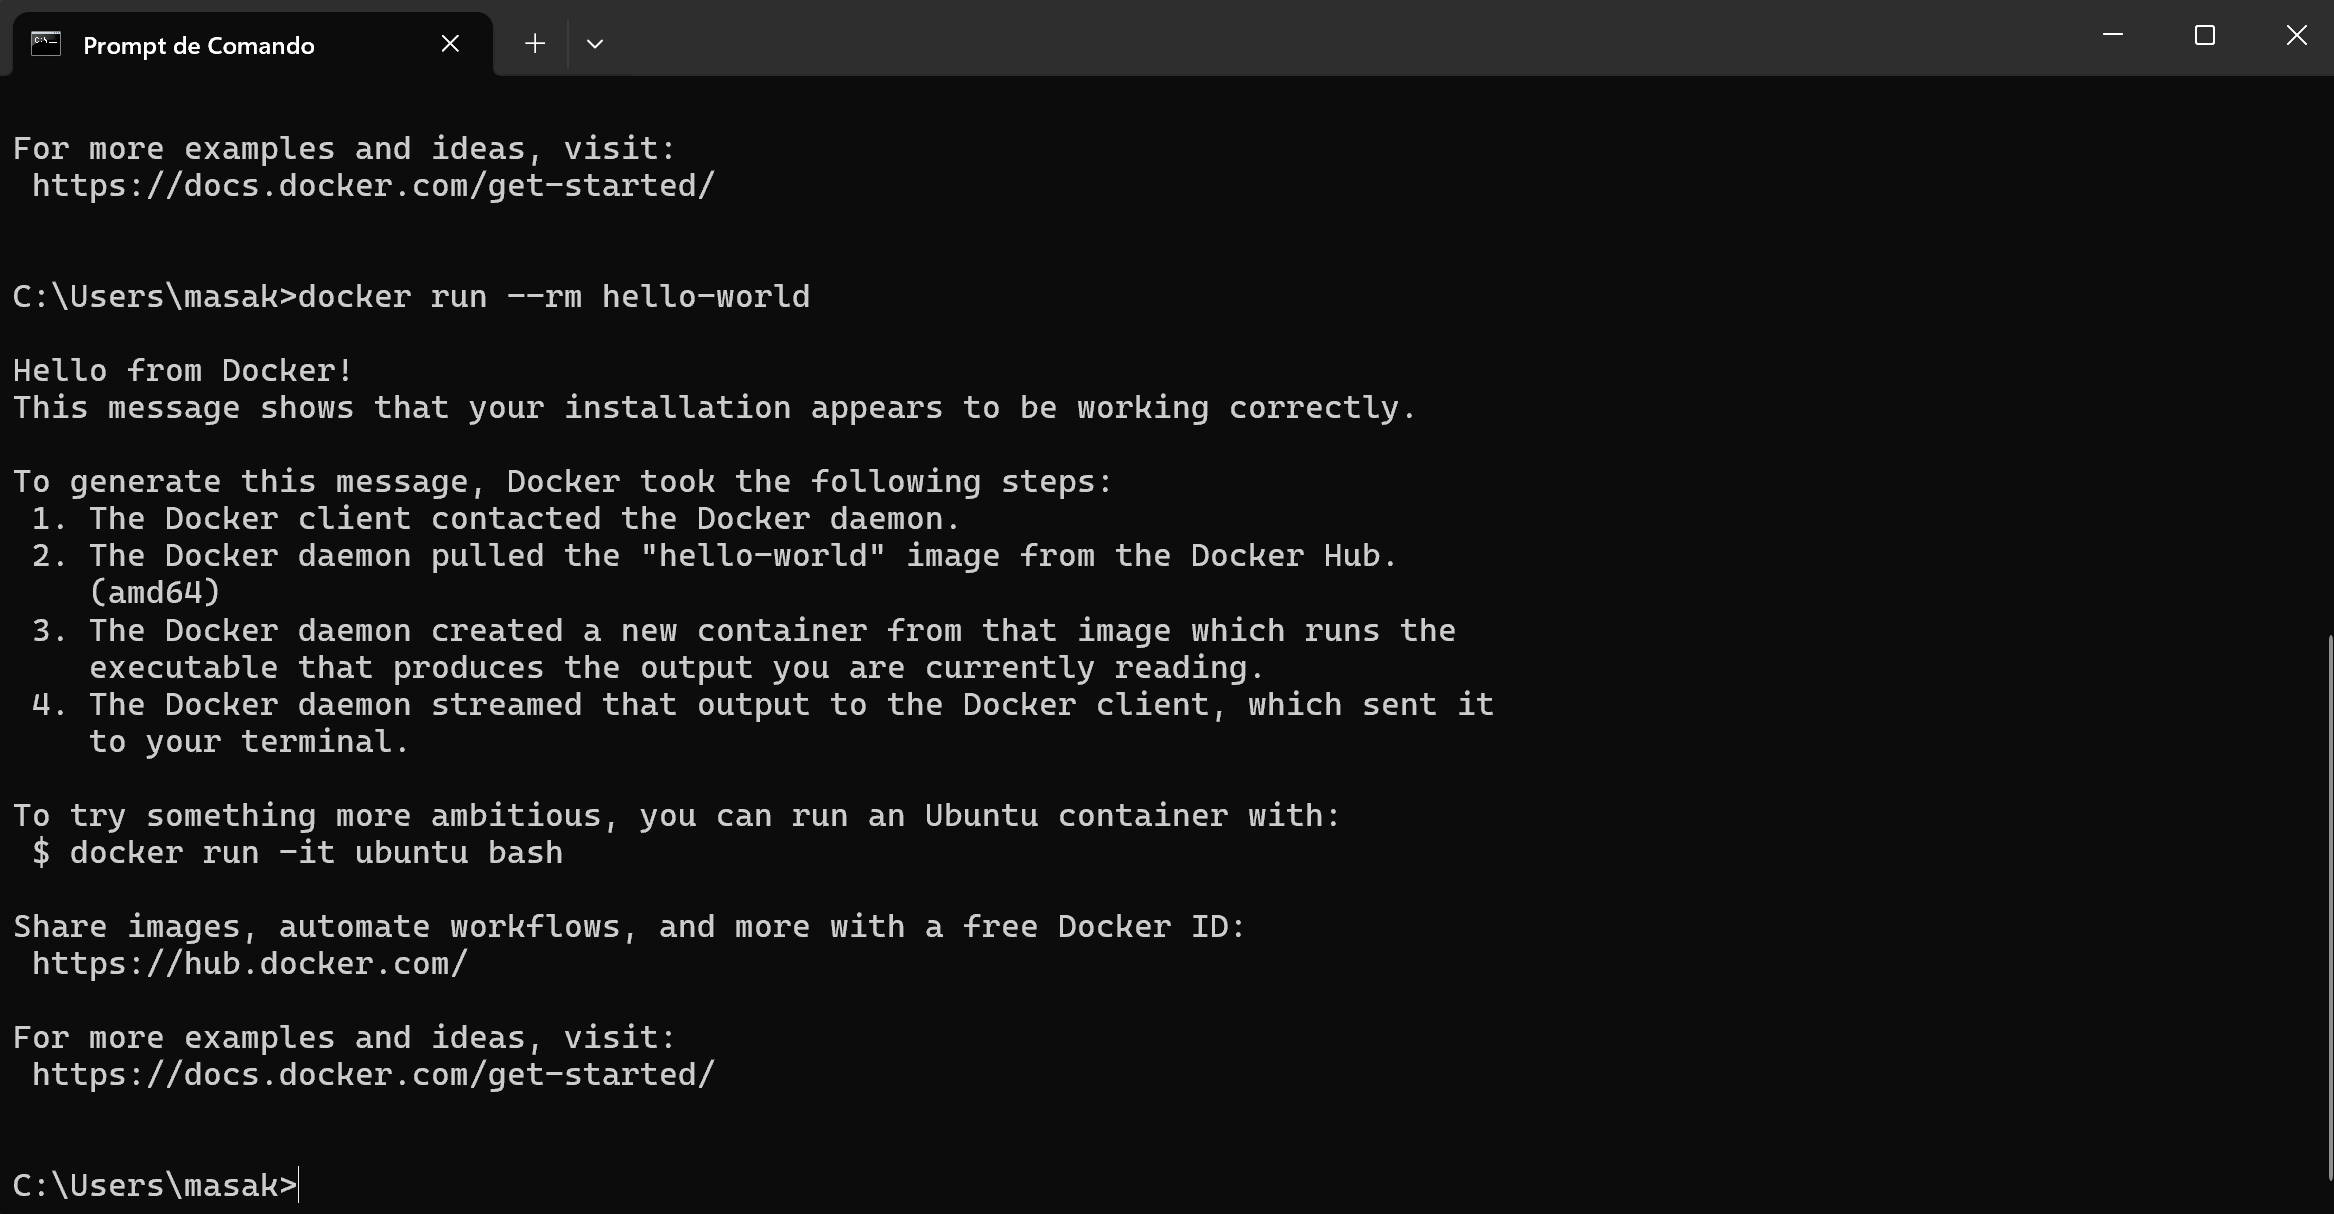 Prompt de Comando
For more examples and ideas, visit:
https://docs.docker.com/get-started/
C:\Users\masak>docker run --rm hello-world
Hello from Docker!
This message shows that your installation appears to be working correctly.
To generate this message, Docker took the following steps:
1. The Docker client contacted the Docker daemon.
2. The Docker daemon pulled the "hello-world" image from the Docker Hub.
(amd64)
3. The Docker daemon created a new container from that image which runs the
executable that produces the output you are currently reading.
4. The Docker daemon streamed that output to the Docker client, which sent it
to your terminal.
To try something more ambitious, you can run an Ubuntu container with:
$ docker run -it ubuntu bash
Share images, automate workflows, and more with a free Docker ID:
https://hub.docker.com/
For more examples and ideas, visit:
https://docs.docker.com/get-started/
C:\Users\masak>